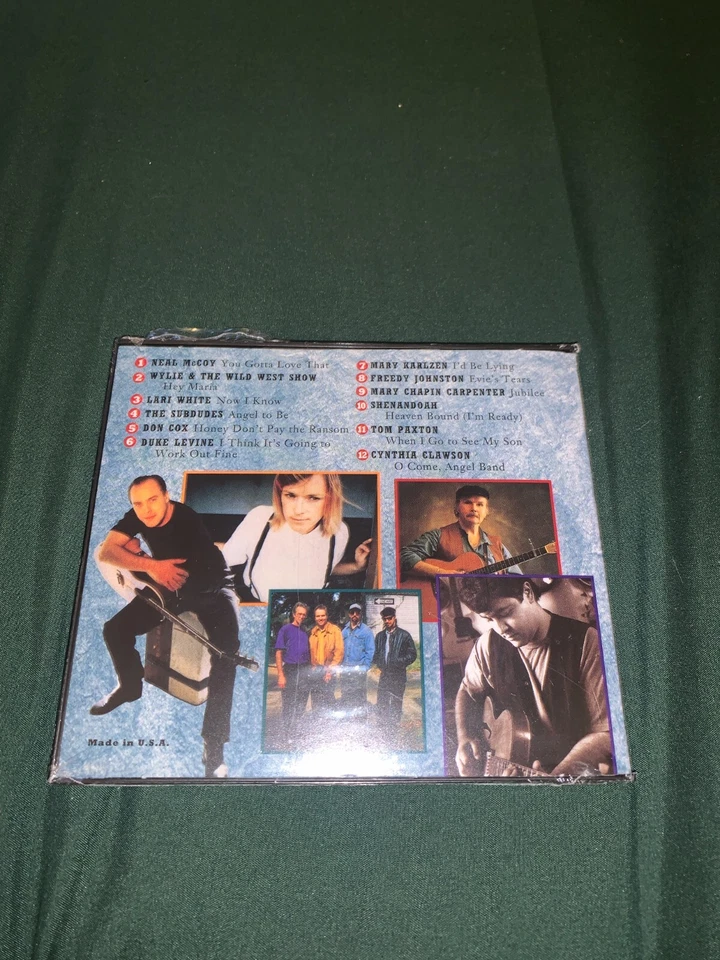 1 NEAL McCOY You Gotta Love That
2 WYLIE & THE WILD WEST SHOW
Hey Maria
3 LARI WHITE Now I Know
4 THE SUBDUDES Angel to Be
5 DON COX Honey Don't Pay the Ransom
6 DUKE LEVINE I Think It's Going to
Work Out Fine
7 MARY KARLZEN I'd Be Lying
8 FREEDY JOHNSTON Evie's Tears
9 MARY CHAPIN CARPENTER Jubilee
10 SHENANDOAH
Heaven Bound (I'm Ready)
11 TOM PAXTON
When I Go to See My Son
12 CYNTHIA CLAWSON
O Come, Angel Band
Made in U.S.A.